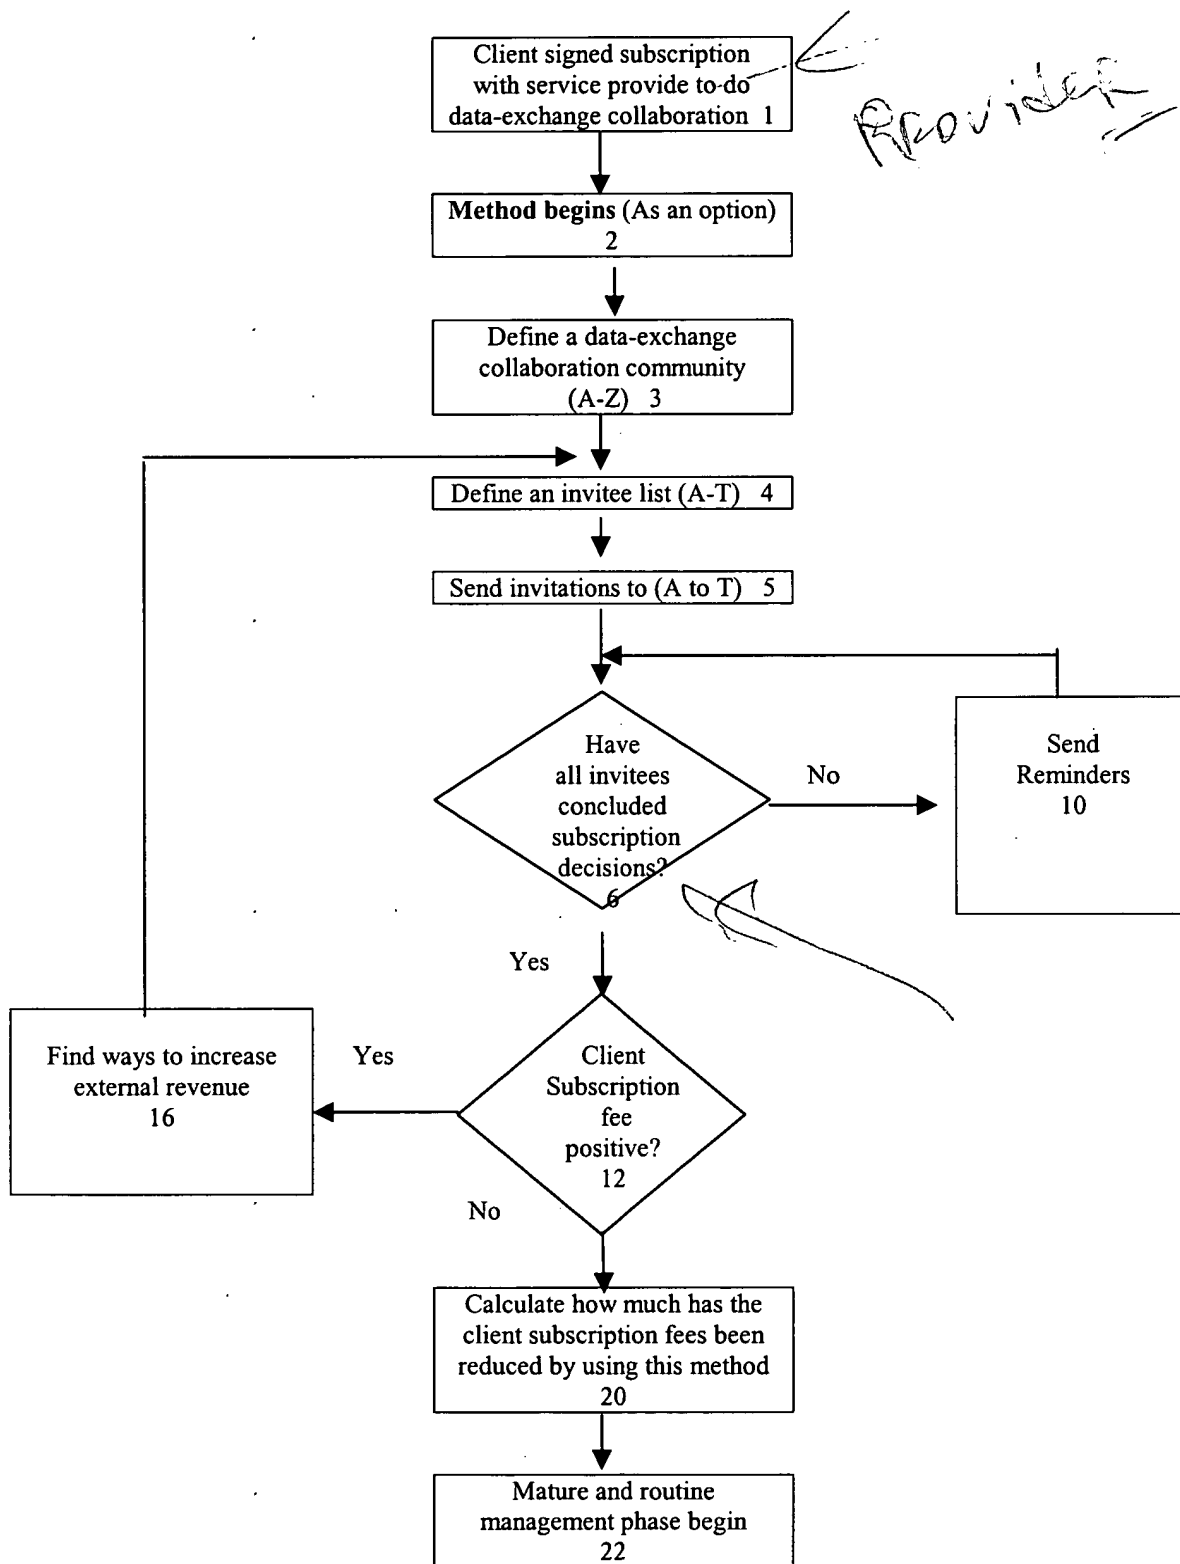 Client signed subscription
with service provide to do
data-exchange collaboration 1
Provider
Method begins (As an option)
2
Define a data-exchange
collaboration community
(A-Z) 3
Define an invitee list (A-T) 4
Send invitations to (A to T) 5
Have
all invitees
concluded
subscription
decisions?
6
No
Send
Reminders
10
Yes
Find ways to increase
external revenue
16
Yes
Client
Subscription
fee
positive?
12
No
Calculate how much has the
client subscription fees been
reduced by using this method
20
Mature and routine
management phase begin
22